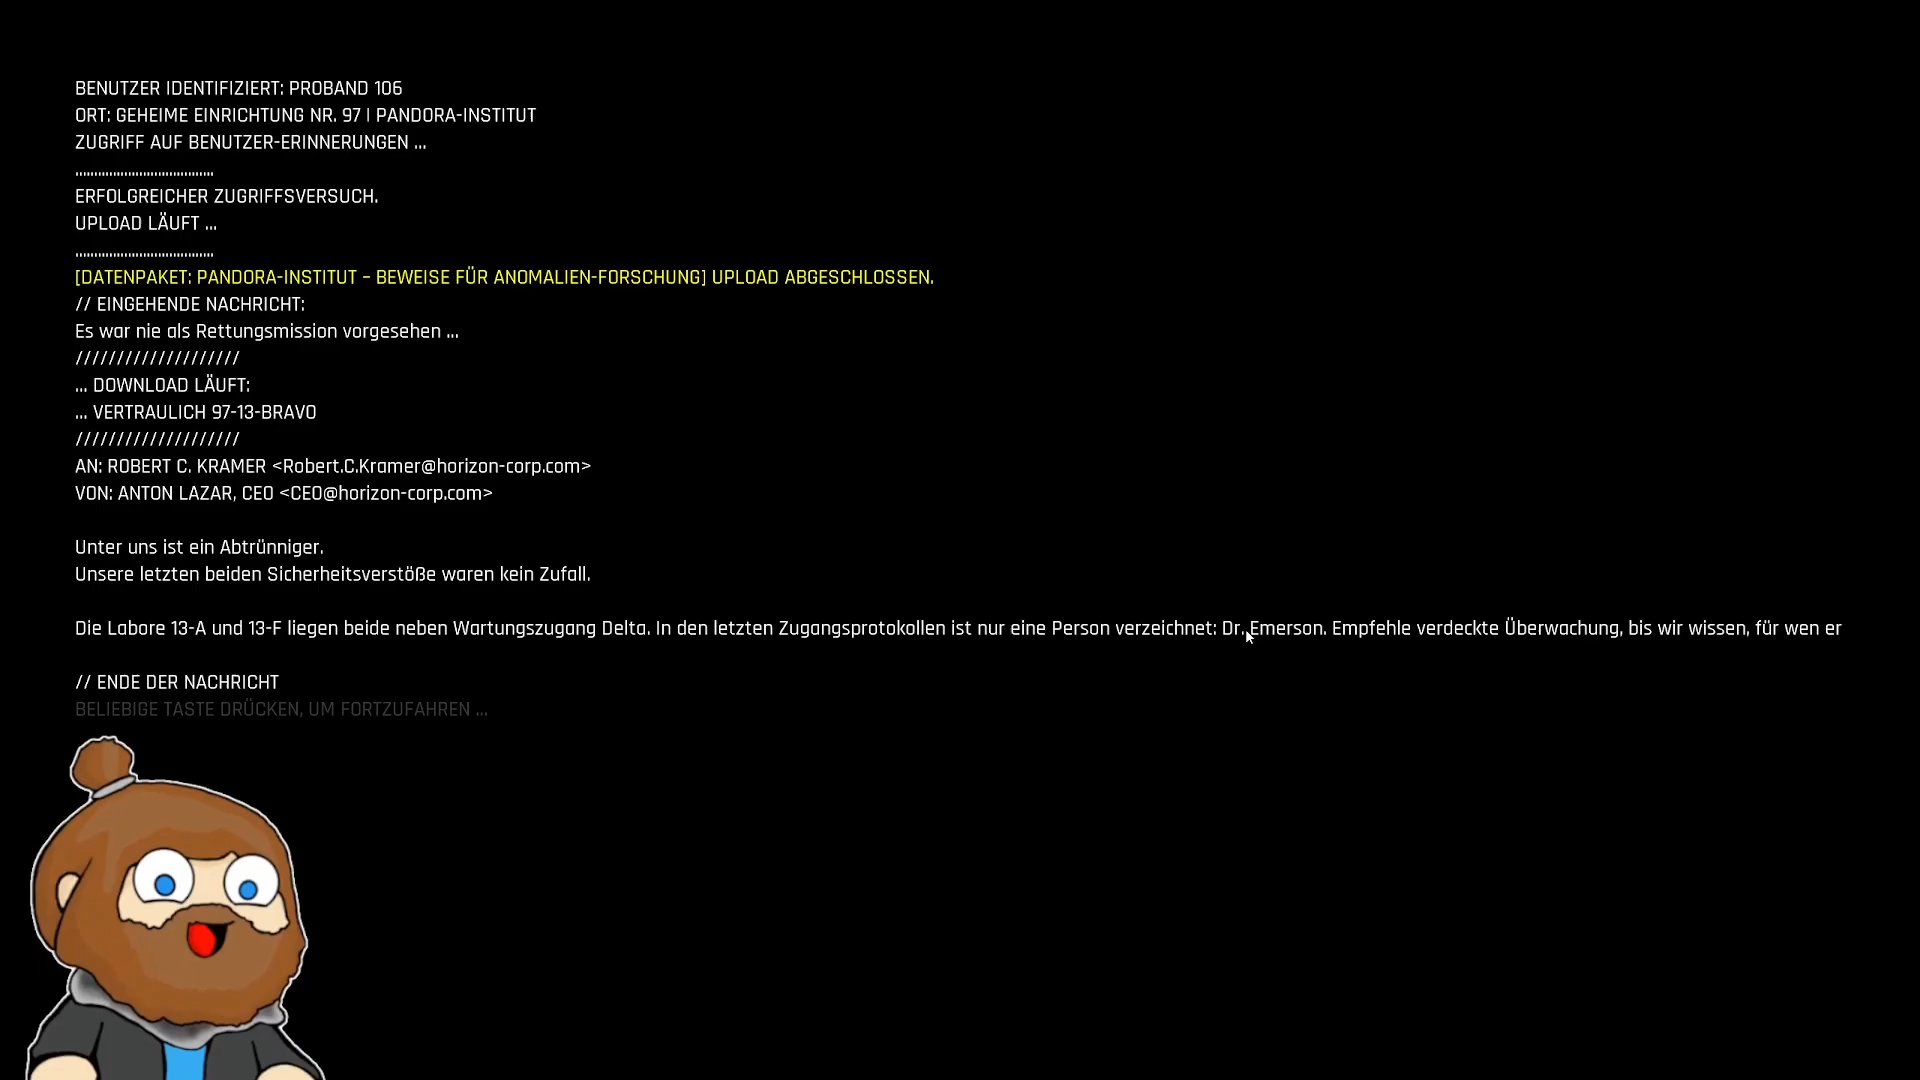 BENUTZER IDENTIFIZIERT: PROBAND 106
ORT: GEHEIME EINRICHTUNG NR. 97 | PANDORA-INSTITUT
ZUGRIFF AUF BENUTZER-ERINNERUNGEN ...
...................................
ERFOLGREICHER ZUGRIFFSVERSUCH.
UPLOAD LÄUFT ...
...................................
[DATENPAKET: PANDORA-INSTITUT – BEWEISE FÜR ANOMALIEN-FORSCHUNG] UPLOAD ABGESCHLOSSEN.
// EINGEHENDE NACHRICHT:
Es war nie als Rettungsmission vorgesehen ...
////////////////////
... DOWNLOAD LÄUFT:
... VERTRAULICH 97-13-BRAVO
////////////////////
AN: ROBERT C. KRAMER <Robert.C.Kramer@horizon-corp.com>
VON: ANTON LAZAR, CEO <CEO@horizon-corp.com>
Unter uns ist ein Abtrünniger.
Unsere letzten beiden Sicherheitsverstöße waren kein Zufall.
Die Labore 13-A und 13-F liegen beide neben Wartungszugang Delta. In den letzten Zugangsprotokollen ist nur eine Person verzeichnet: Dr. Emerson. Empfehle verdeckte Überwachung, bis wir wissen, für wen er
// ENDE DER NACHRICHT
BELIEBIGE TASTE DRÜCKEN, UM FORTZUFAHREN ...